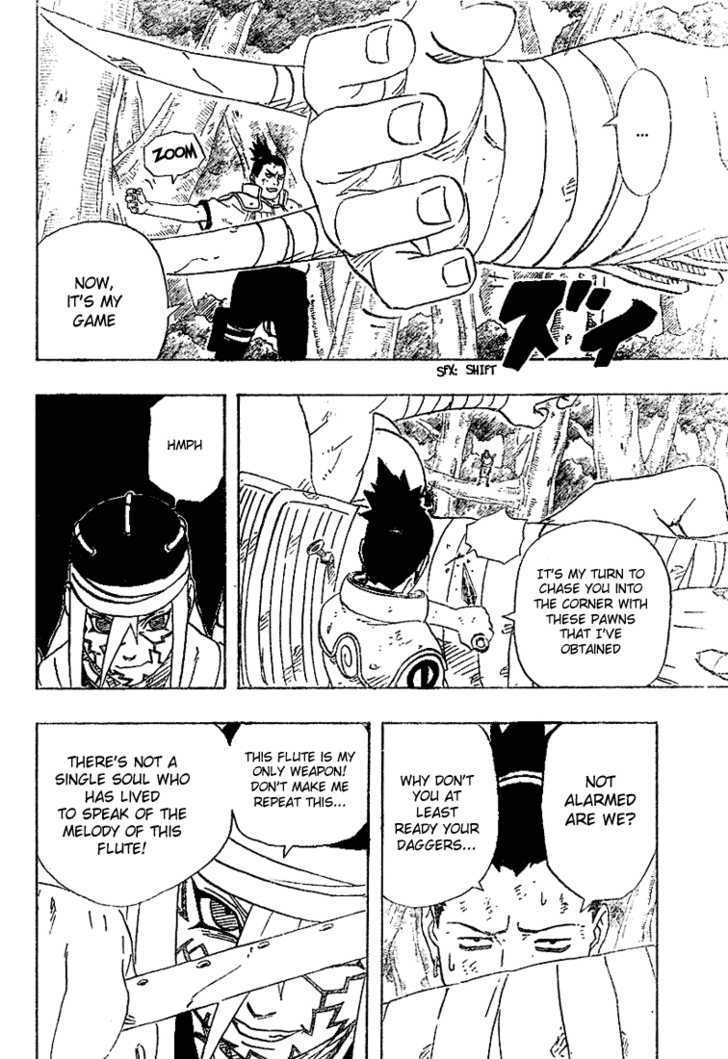 ...
ZOOM
NOW,
IT'S MY
GAME
ズイ
SFX: SHIFT
IT'S MY TURN TO
CHASE YOU INTO
THE CORNER WITH
THESE PAWNS
THAT I'VE
OBTAINED
HMPH
NOT
ALARMED
ARE WE?
WHY DON'T
YOU AT
LEAST
READY YOUR
DAGGERS...
THIS FLUTE IS MY
ONLY WEAPON!
DON'T MAKE ME
REPEAT THIS...
THERE'S NOT A
SINGLE SOUL WHO
HAS LIVED
TO SPEAK OF THE
MELODY OF THIS
FLUTE!